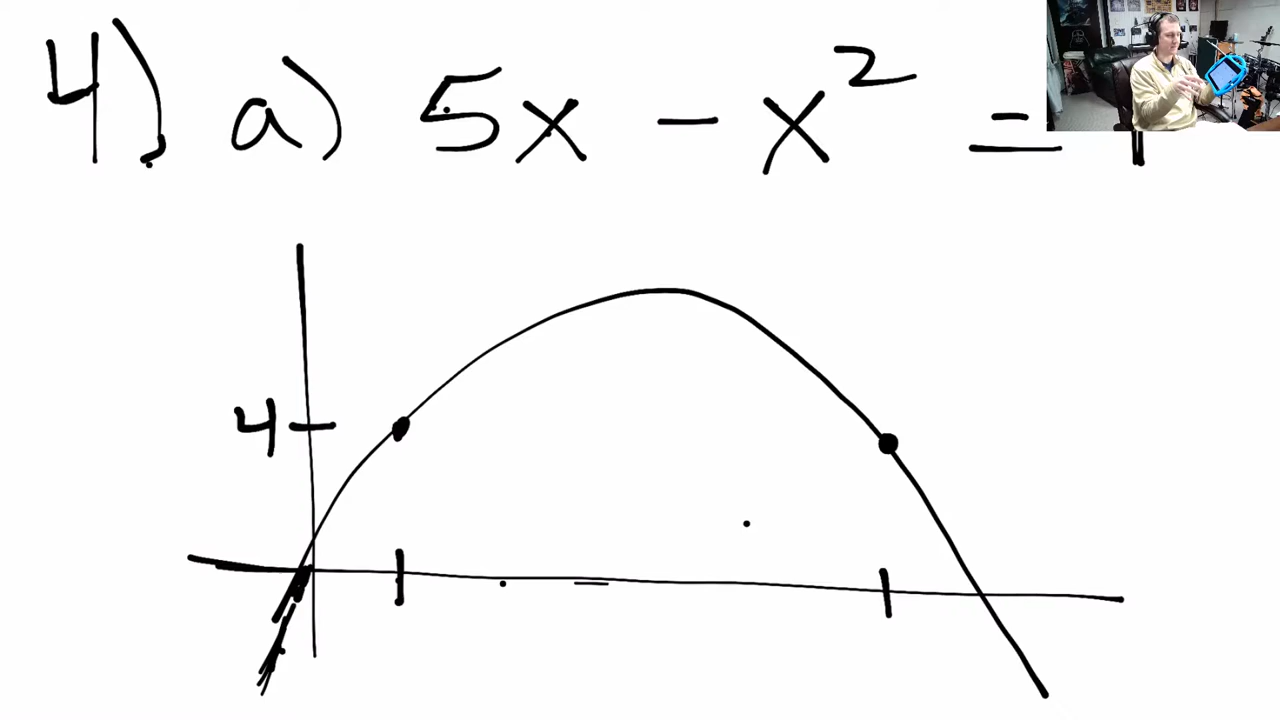 4) a) 5x - x² =
4